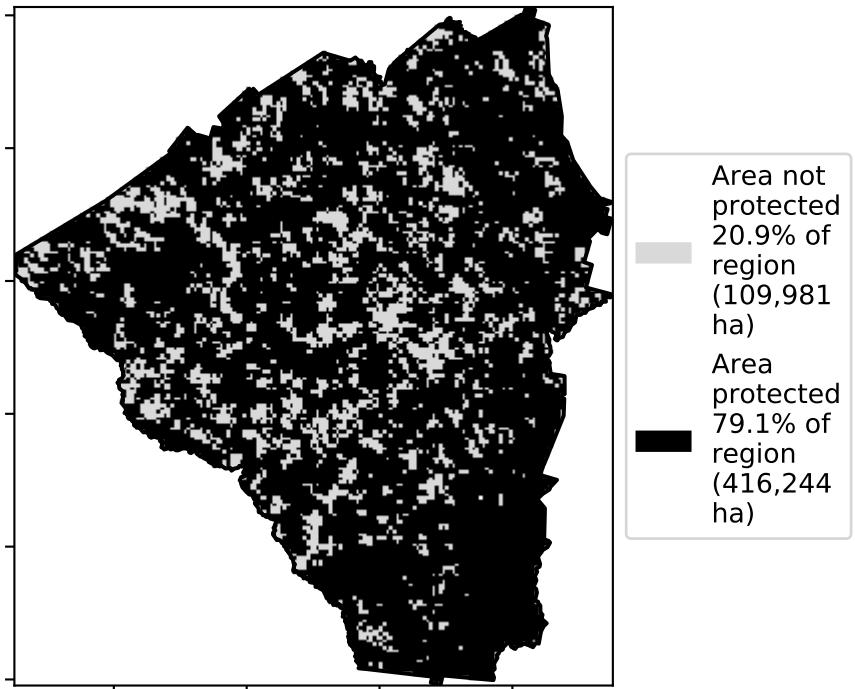 Area not
protected
20.9% of
region
(109,981
ha)
Area
protected
79.1% of
region
(416,244
ha)